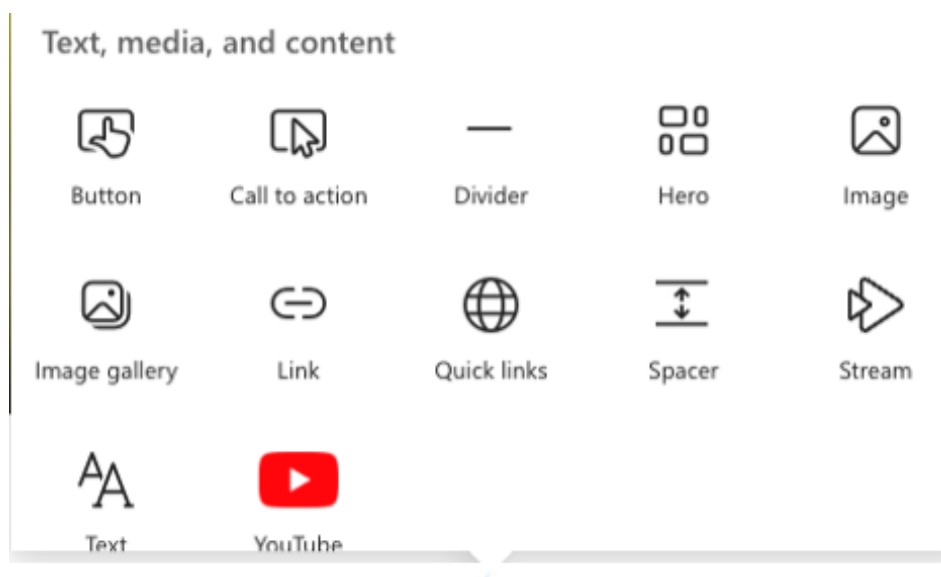 Text, media, and content
Button
Call to action
Divider
Hero
Image
Image gallery
Link
Quick links
Spacer
Stream
Text
YouTube